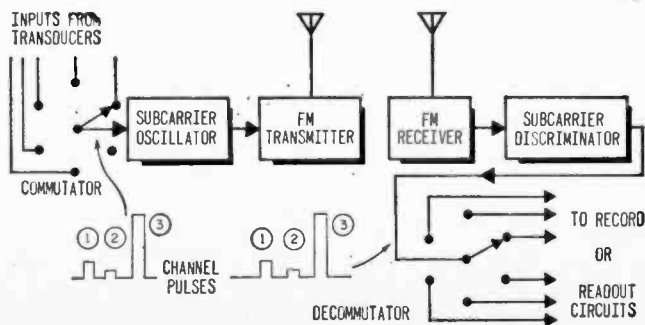 INPUTS FROM
TRANSDUCERS
SUBCARRIER
OSCILLATOR
FM
TRANSMITTER
FM
RECEIVER
SUBCARRIER
DISCRIMINATOR
COMMUTATOR
1
2
3
CHANNEL
PULSES
1
2
3
TO RECORD
OR
READOUT
CIRCUITS
DECOMMUTATOR